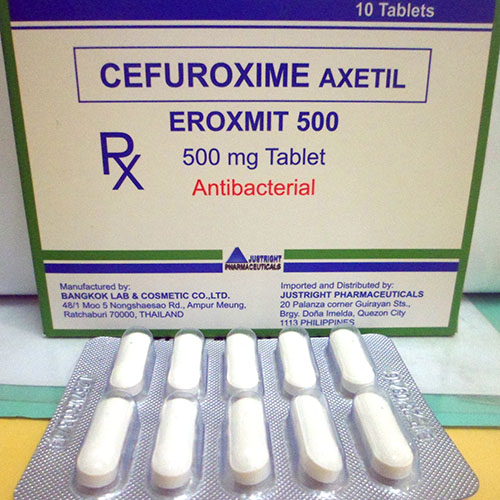 10 Tablets
CEFUROXIME AXETIL
EROXMIT 500
Rx
500 mg Tablet
Antibacterial
JUSTRIGHT
PHARMACEUTICALS
Manufactured by:
BANGKOK LAB & COSMETIC CO.,LTD.
48/1 Moo 5 Nongshaesao Rd., Ampur Meung,
Ratchaburi 70000, THAILAND
Imported and Distributed by:
JUSTRIGHT PHARMACEUTICALS
20 Palanza corner Guirayan Sts.,
Brgy. Doña Imelda, Quezon City
1113 PHILIPPINES